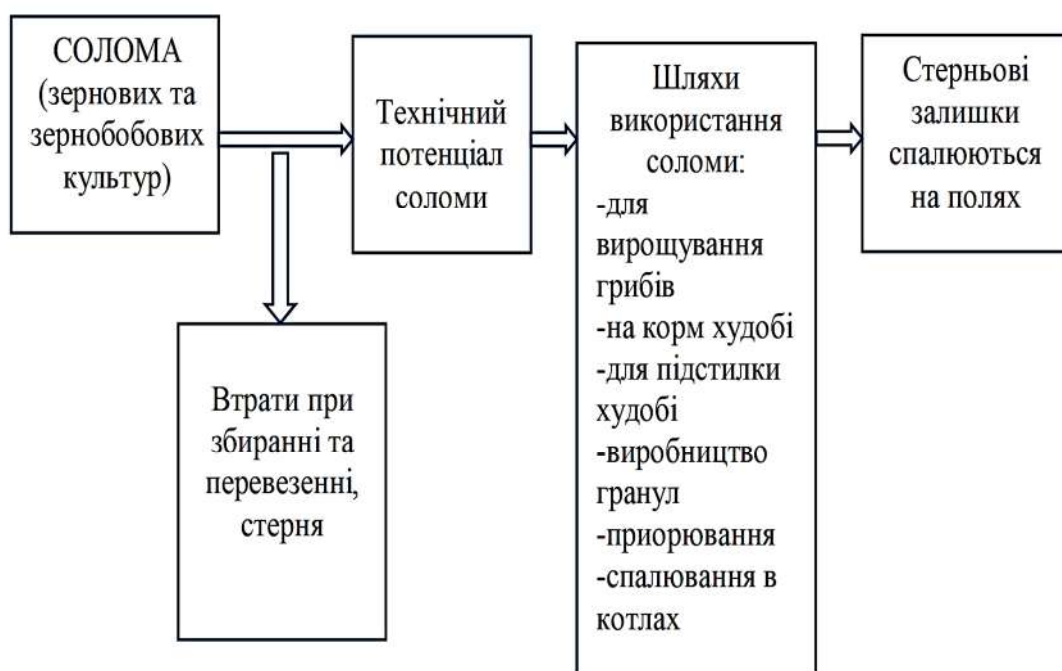 СОЛОМА
(зернових та
зернобобових
культур)
Технічний
потенціал
соломи
Шляхи
використання
соломи:
-для
вирощування
грибів
-на корм худобі
-для підстилки
худобі
-виробництво
гранул
-приорювання
-спалювання в
котлах
Стерньові
залишки
спалюються
на полях
Втрати при
збиранні та
перевезенні,
стерня